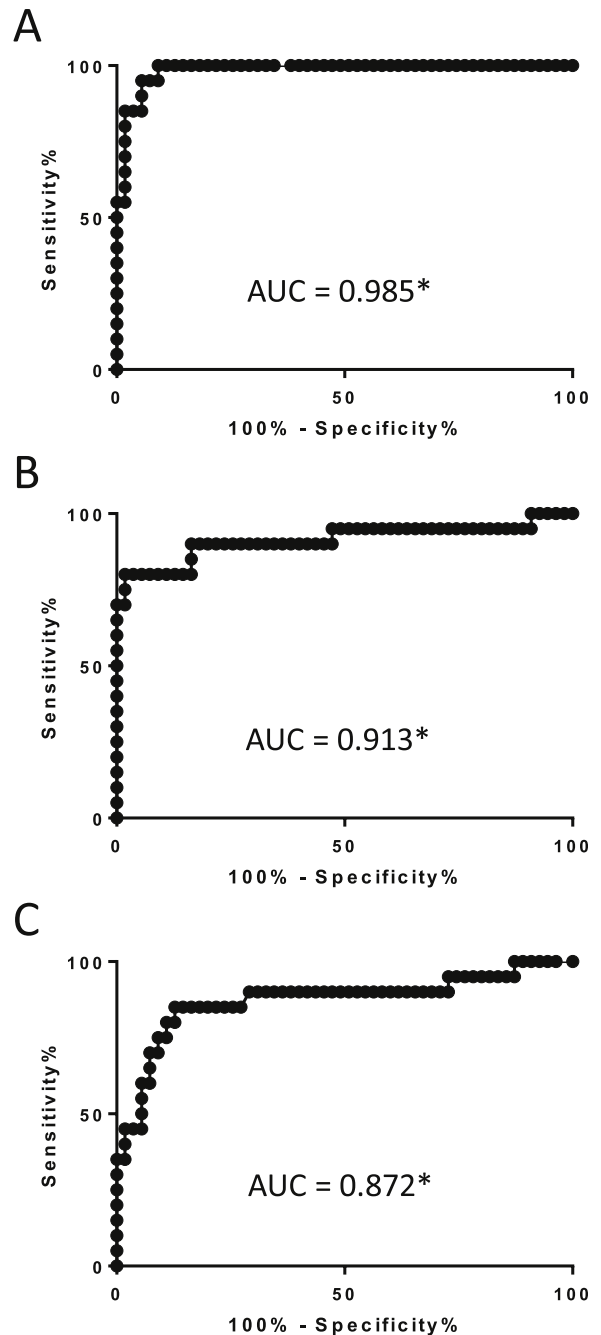 A
100
50
0
Sensitivity%
AUC = 0.985*
0 50 100
100% - Specificity%
B
100
50
0
Sensitivity%
AUC = 0.913*
0 50 100
100% - Specificity%
C
100
50
0
Sensitivity%
AUC = 0.872*
0 50 100
100% - Specificity%